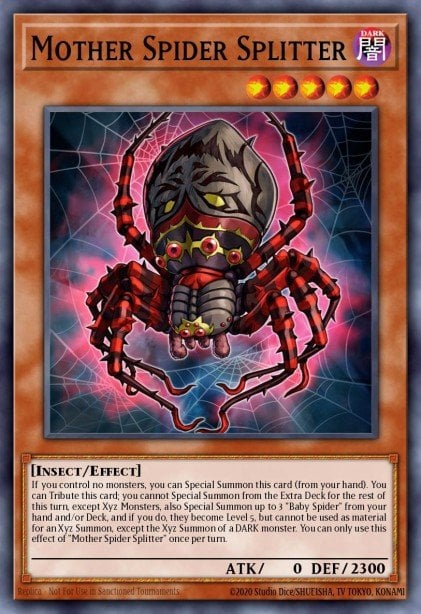 MOTHER SPIDER SPLITTER
DARK
闇
[INSECT/EFFECT]
If you control no monsters, you can Special Summon this card (from your hand). You
can Tribute this card; you cannot Special Summon from the Extra Deck for the rest of
this turn, except Xyz Monsters, also Special Summon up to 3 "Baby Spider" from your
hand and/or Deck, and if you do, they become Level 5, but cannot be used as material
for an Xyz Summon, except the Xyz Summon of a DARK monster. You can only use this
effect of "Mother Spider Splitter" once per turn.
ATK/ 0 DEF/2300
Replica - Not For Use in Sanctioned Tournaments
©2020 Studio Dice/SHUEISHA, TV TOKYO, KONAMI